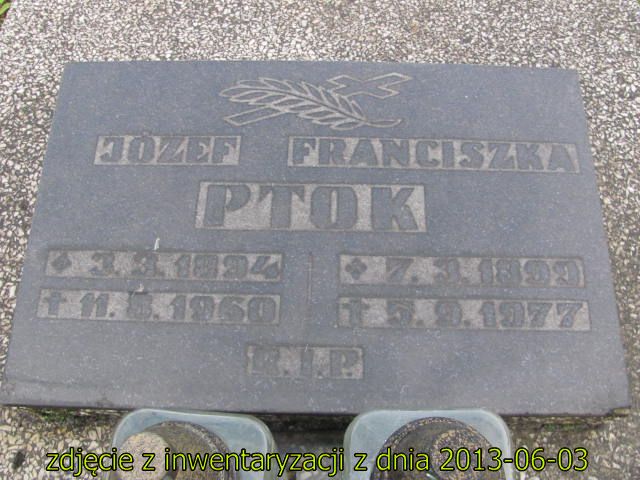 JÓZEF FRANCISZKA
PTOK
3.3.1894 7.3.1899
† 11. 1960 † 5.9.1977
R.I.P.
zdjęcie z inwentaryzacji z dnia 2013-06-03